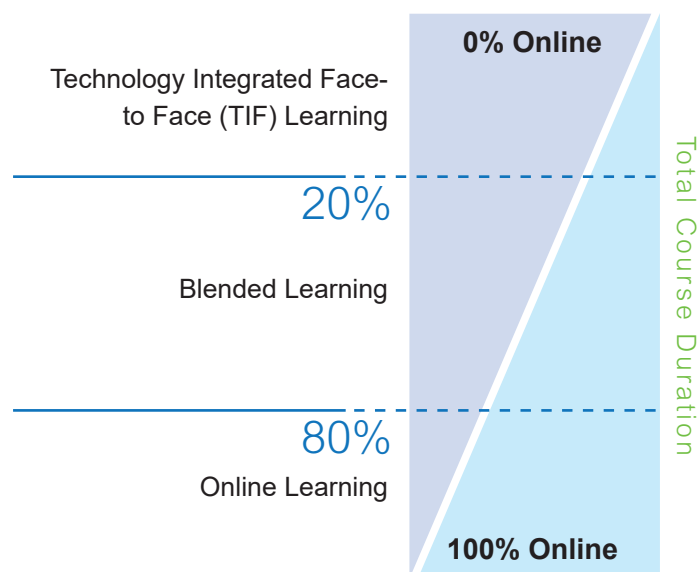 0% Online
Technology Integrated Face-
to Face (TIF) Learning
20%
Blended Learning
80%
Online Learning
100% Online
Total Course Duration